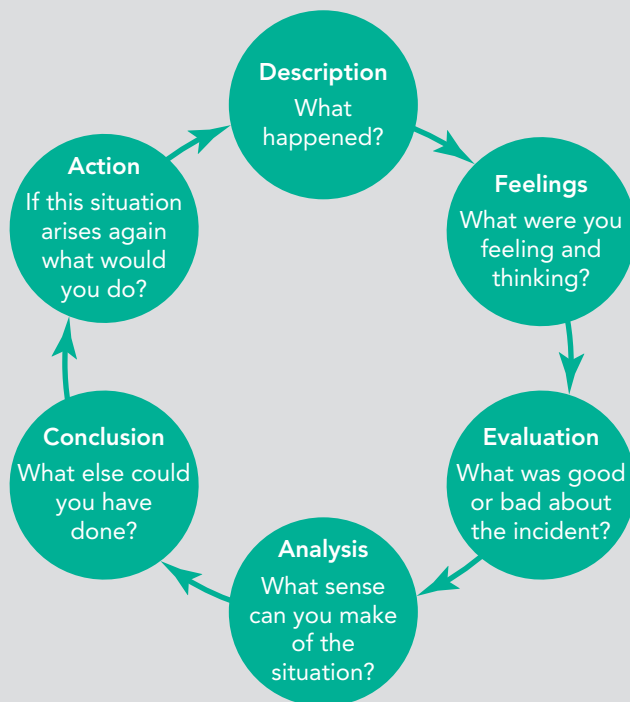 Description
What
happened?
Feelings
What were you
feeling and
thinking?
Evaluation
What was good
or bad about
the incident?
Analysis
What sense
can you make
of the
situation?
Conclusion
What else could
you have
done?
Action
If this situation
arises again
what would
you do?